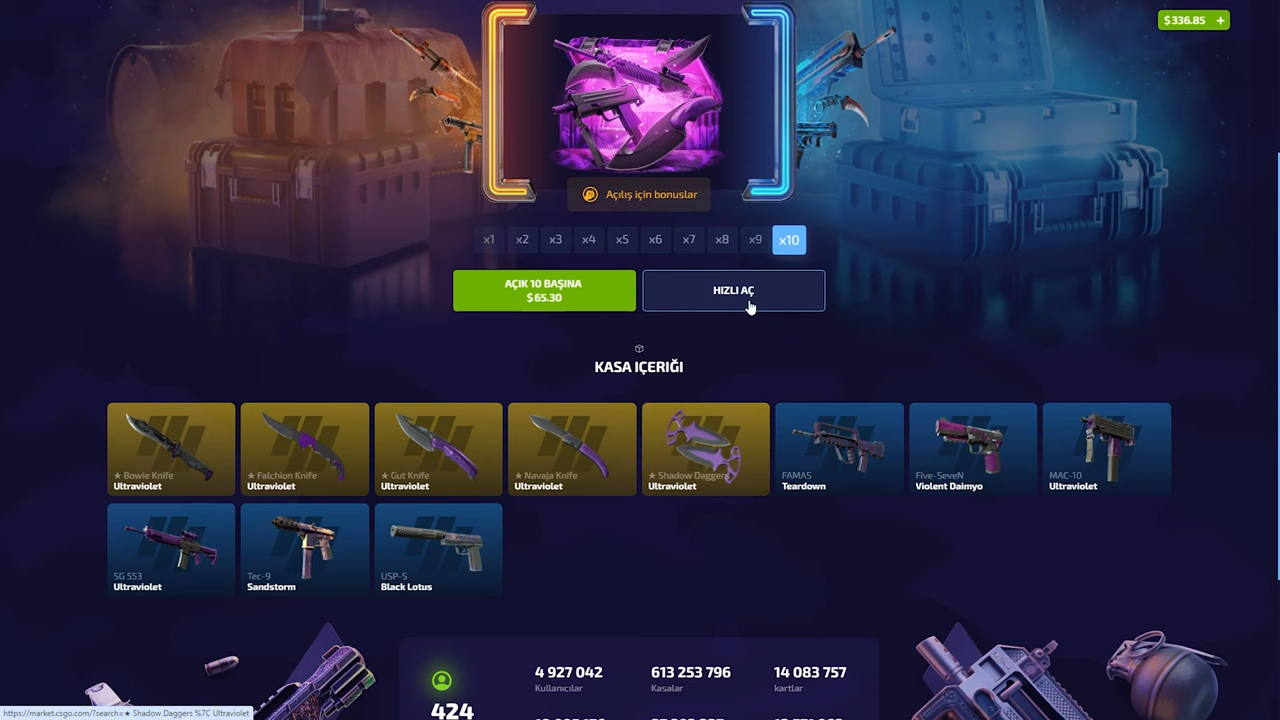 $336.85 +
Açılış için bonuslar
x1 x2 x3 x4 x5 x6 x7 x8 x9 x10
AÇIK 10 BAŞINA
$65.30
HIZLI AÇ
KASA IÇERIĞI
★ Bowie Knife
Ultraviolet
★ Falchion Knife
Ultraviolet
★ Gut Knife
Ultraviolet
★ Navaja Knife
Ultraviolet
★ Shadow Daggers
Ultraviolet
FAMAS
Teardown
Five-SeveN
Violent Daimyo
MAC-10
Ultraviolet
SG 553
Ultraviolet
Tec-9
Sandstorm
USP-S
Black Lotus
424
4 927 042
Kullanıcılar
613 253 796
Kasalar
14 083 757
kartlar
https://market.csgo.com/?search=★ Shadow Daggers %7C Ultraviolet